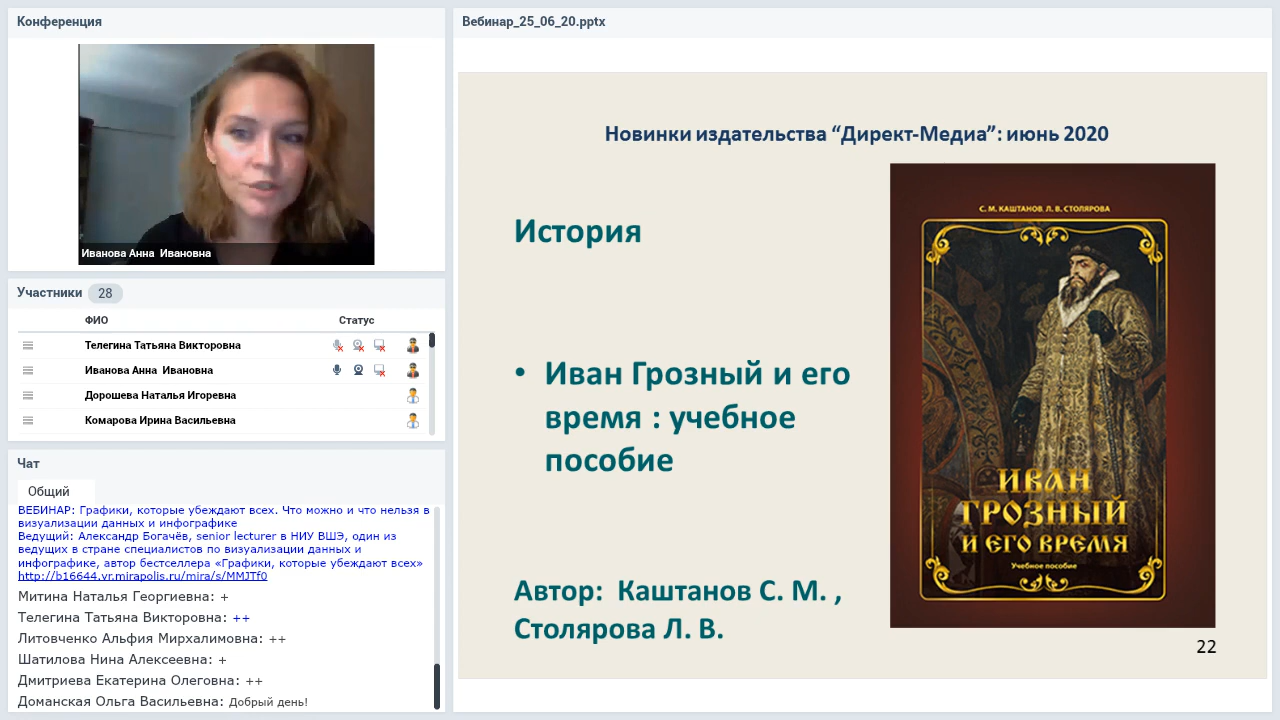 Конференция
Иванова Анна  Ивановна
Участники 28
ФИО Статус
Телегина Татьяна Викторовна
Иванова Анна  Ивановна
Дорошева Наталья Игоревна
Комарова Ирина Васильевна
Чат
Общий
ВЕБИНАР: Графики, которые убеждают всех. Что можно и что нельзя в
визуализации данных и инфографике
Ведущий: Александр Богачёв, senior lecturer в НИУ ВШЭ, один из
ведущих в стране специалистов по визуализации данных и
инфографике, автор бестселлера «Графики, которые убеждают всех»
http://b16644.vr.mirapolis.ru/mira/s/MMJTf0
Митина Наталья Георгиевна: +
Телегина Татьяна Викторовна: ++
Литовченко Альфия Мирхалимовна: ++
Шатилова Нина Алексеевна: +
Дмитриева Екатерина Олеговна: ++
Доманская Ольга Васильевна: Добрый день!
Вебинар_25_06_20.pptx
Новинки издательства “Директ-Медиа”: июнь 2020
История
• Иван Грозный и его
время : учебное
пособие
Автор:  Каштанов С. М. ,
Столярова Л. В.
С. М. КАШТАНОВ, Л. В. СТОЛЯРОВА
ИВАН
ГРОЗНЫЙ
И ЕГО ВРЕМЯ
Учебное пособие
22